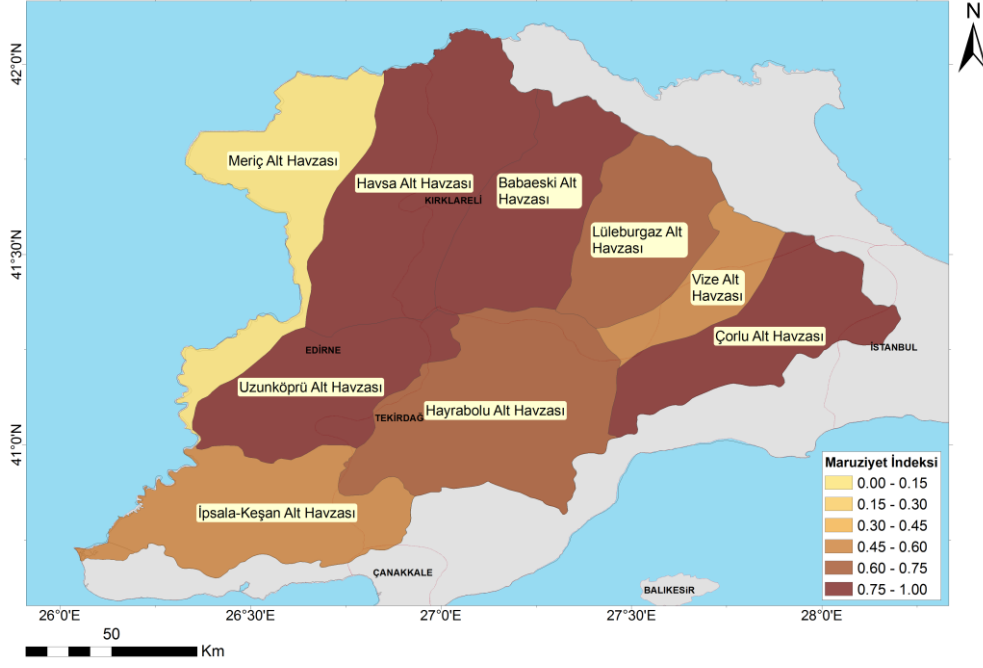 N
42°0'N
41°30'N
41°0'N
Meriç Alt Havzası
Havsa Alt Havzası
KIRKLARELİ
Babaeski Alt
Havzası
Lüleburgaz Alt
Havzası
Vize Alt
Havzası
Çorlu Alt Havzası
İSTANBUL
EDİRNE
Uzunköprü Alt Havzası
TEKİRDAĞ
Hayrabolu Alt Havzası
İpsala-Keşan Alt Havzası
ÇANAKKALE
BALIKESİR
Maruziyet İndeksi
0.00 - 0.15
0.15 - 0.30
0.30 - 0.45
0.45 - 0.60
0.60 - 0.75
0.75 - 1.00
26°0'E
26°30'E
27°0'E
27°30'E
28°0'E
50
Km